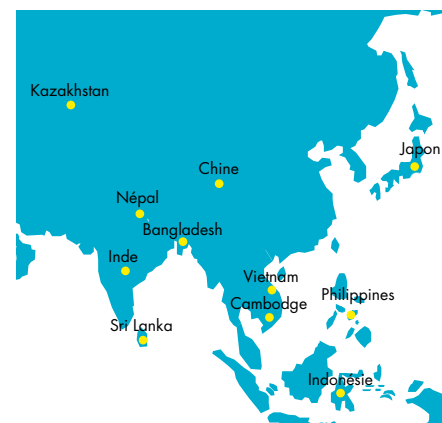 Kazakhstan
Japon
Chine
Népal
Bangladesh
Inde
Vietnam
Philippines
Cambodge
Sri Lanka
Indonésie